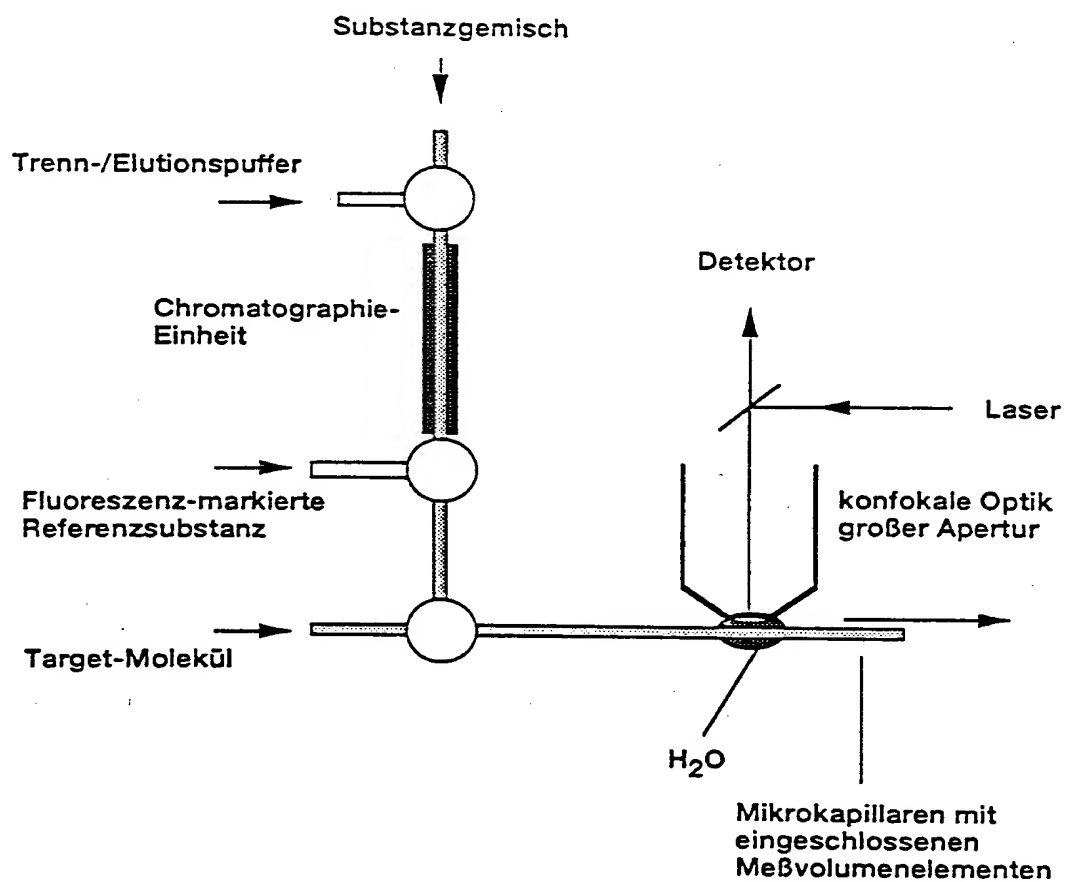 Substanzgemisch
Trenn-/Elutionspuffer
Detektor
Chromatographie-
Einheit
Laser
Fluoreszenz-markierte
Referenzsubstanz
konfokale Optik
großer Apertur
Target-Molekül
H₂O
Mikrokapillaren mit
eingeschlossenen
Meßvolumenelementen